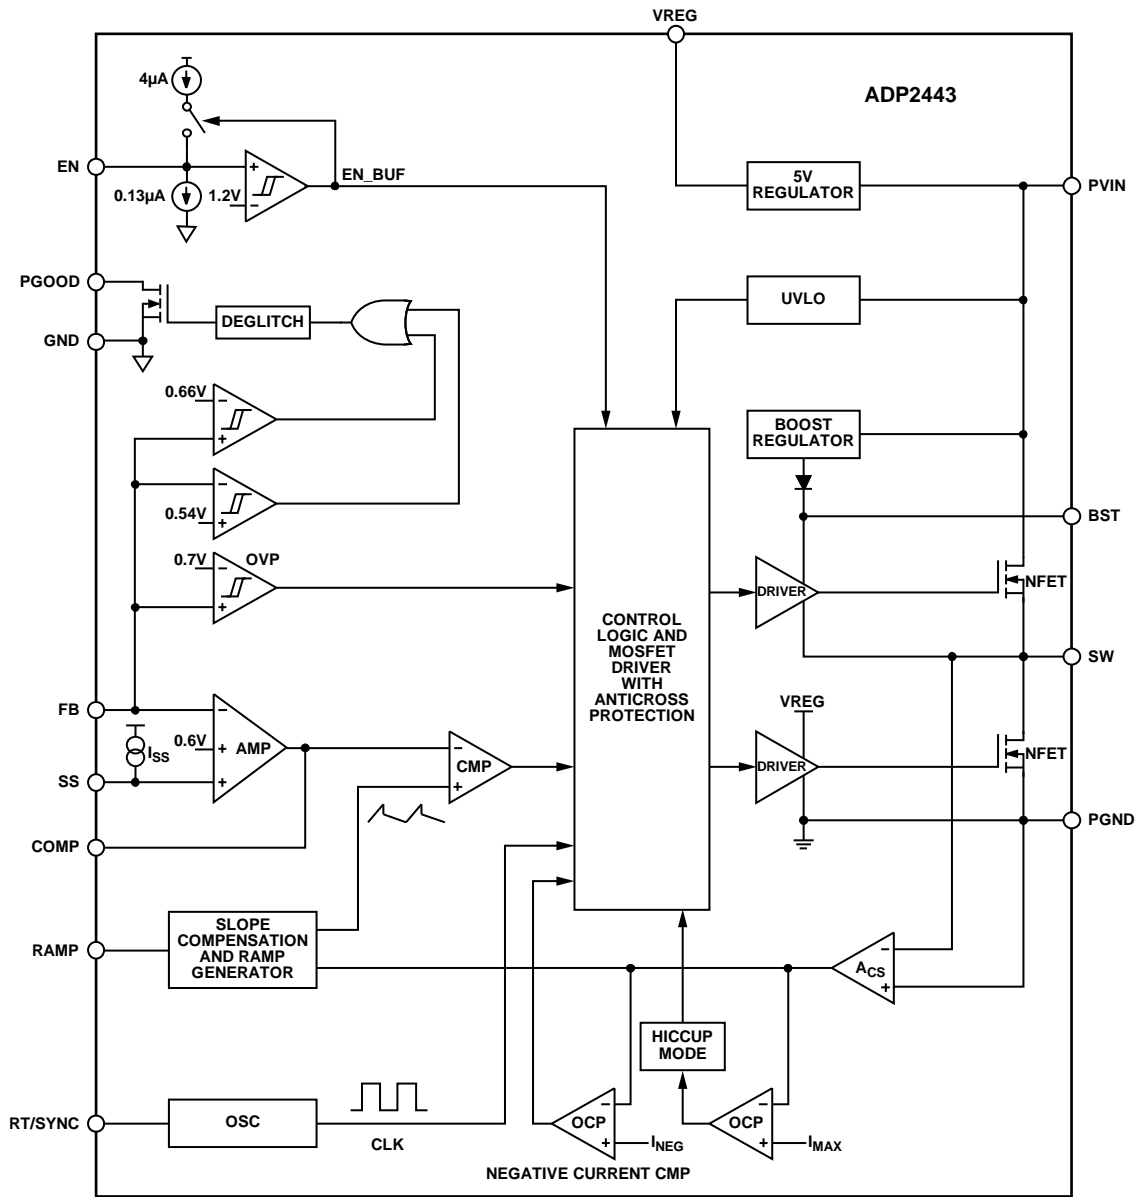 VREG
ADP2443
4µA
EN
0.13µA
1.2V
+
−
EN_BUF
5V
REGULATOR
PVIN
PGOOD
GND
DEGLITCH
UVLO
0.66V
−
+
BOOST
REGULATOR
−
0.54V
+
BST
0.7V
−
+
OVP
DRIVER
NFET
CONTROL
LOGIC AND
MOSFET
DRIVER
WITH
ANTICROSS
PROTECTION
SW
FB
−
ISS
0.6V
+
AMP
SS
+
−
CMP
+
VREG
DRIVER
NFET
COMP
PGND
RAMP
SLOPE
COMPENSATION
AND RAMP
GENERATOR
−
ACS
+
HICCUP
MODE
RT/SYNC
OSC
CLK
−
OCP
+
INEG
−
OCP
+
IMAX
NEGATIVE CURRENT CMP